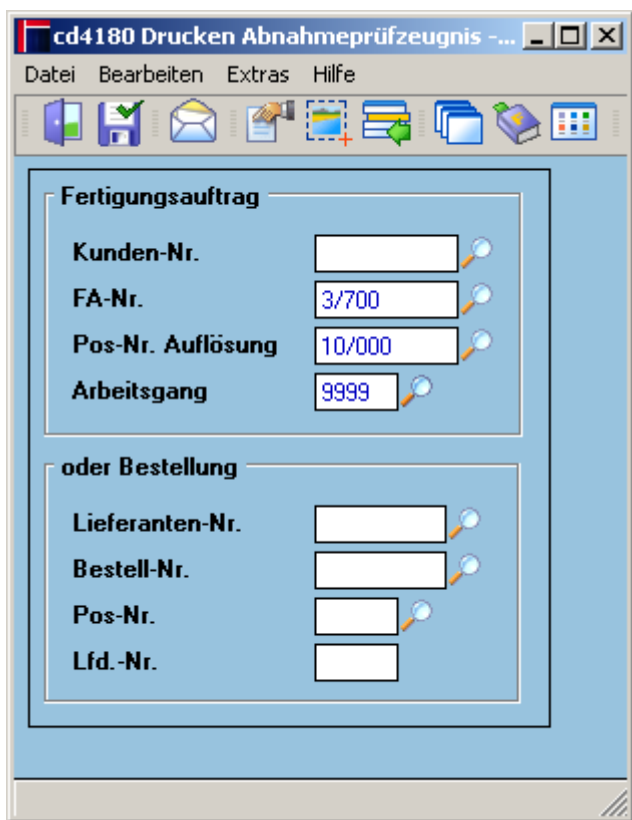 cd4180 Drucken Abnahmeprüfzeugnis -...
Datei Bearbeiten Extras Hilfe
Fertigungsauftrag
Kunden-Nr.
FA-Nr. 3/700
Pos-Nr. Auflösung 10/000
Arbeitsgang 9999
oder Bestellung
Lieferanten-Nr.
Bestell-Nr.
Pos-Nr.
Lfd.-Nr.